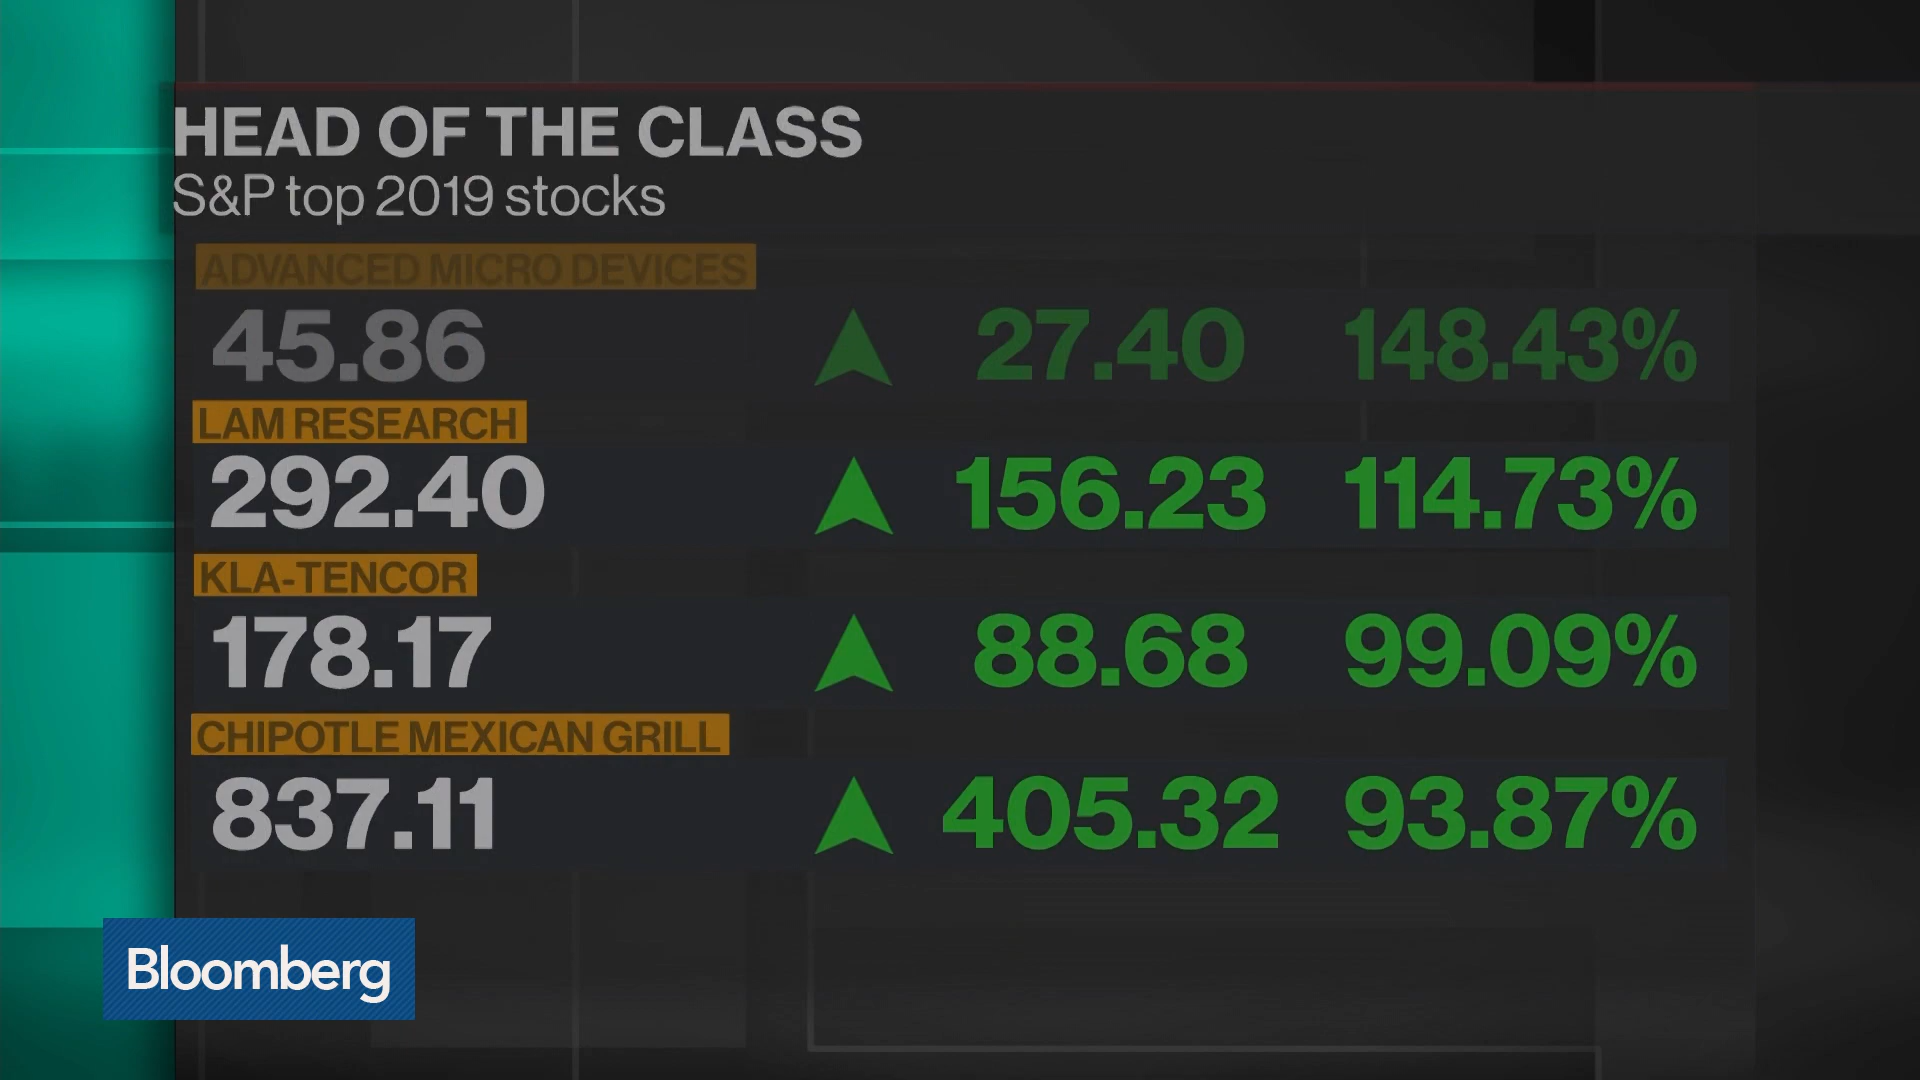 HEAD OF THE CLASS
S&P top 2019 stocks
ADVANCED MICRO DEVICES
45.86 27.40 148.43%
LAM RESEARCH
292.40 156.23 114.73%
KLA-TENCOR
178.17 88.68 99.09%
CHIPOTLE MEXICAN GRILL
837.11 405.32 93.87%
Bloomberg